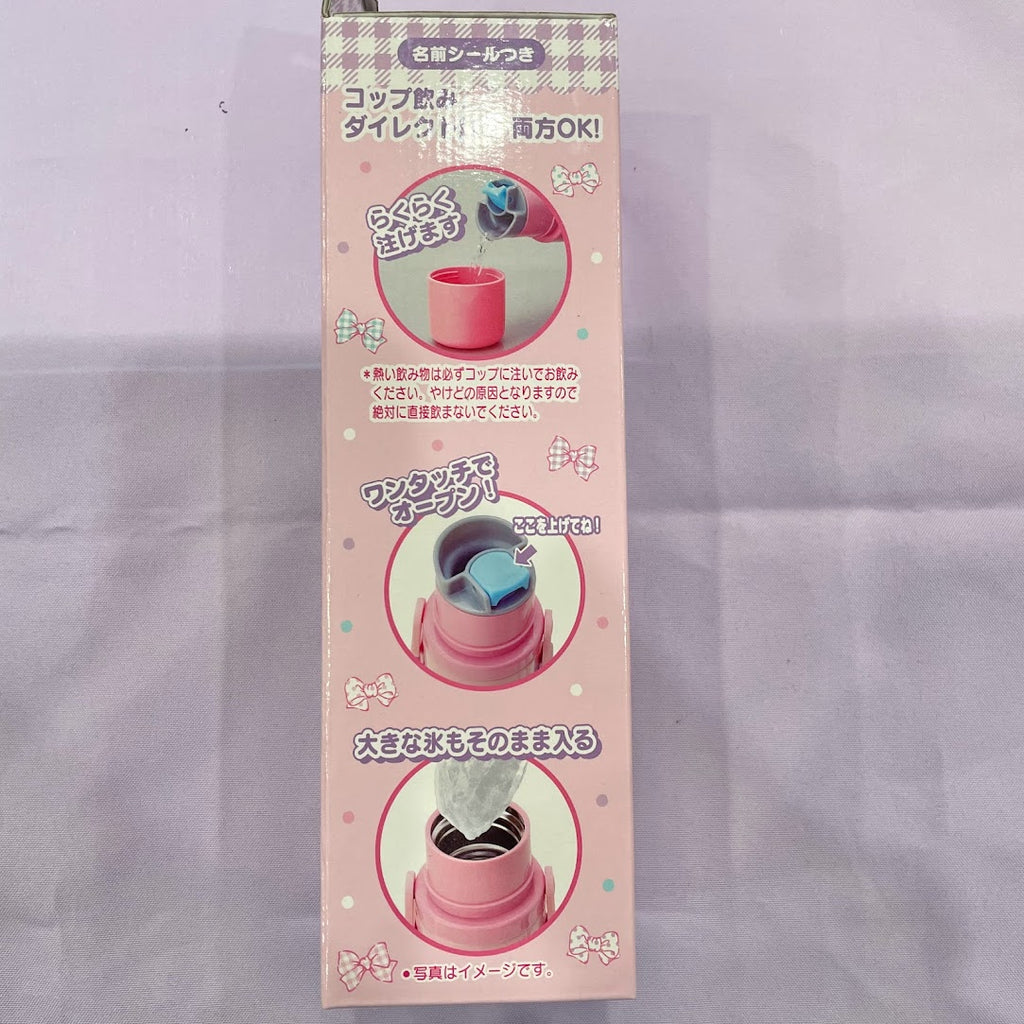 名前シールつき
コップ飲み
ダイレクト 両方OK!
らくらく
注げます
*熱い飲み物は必ずコップに注いでお飲み
ください。やけどの原因となりますので
絶対に直接飲まないでください。
ワンタッチで
オープン!
ここを上げてね!
大きな氷もそのまま入る
●写真はイメージです。